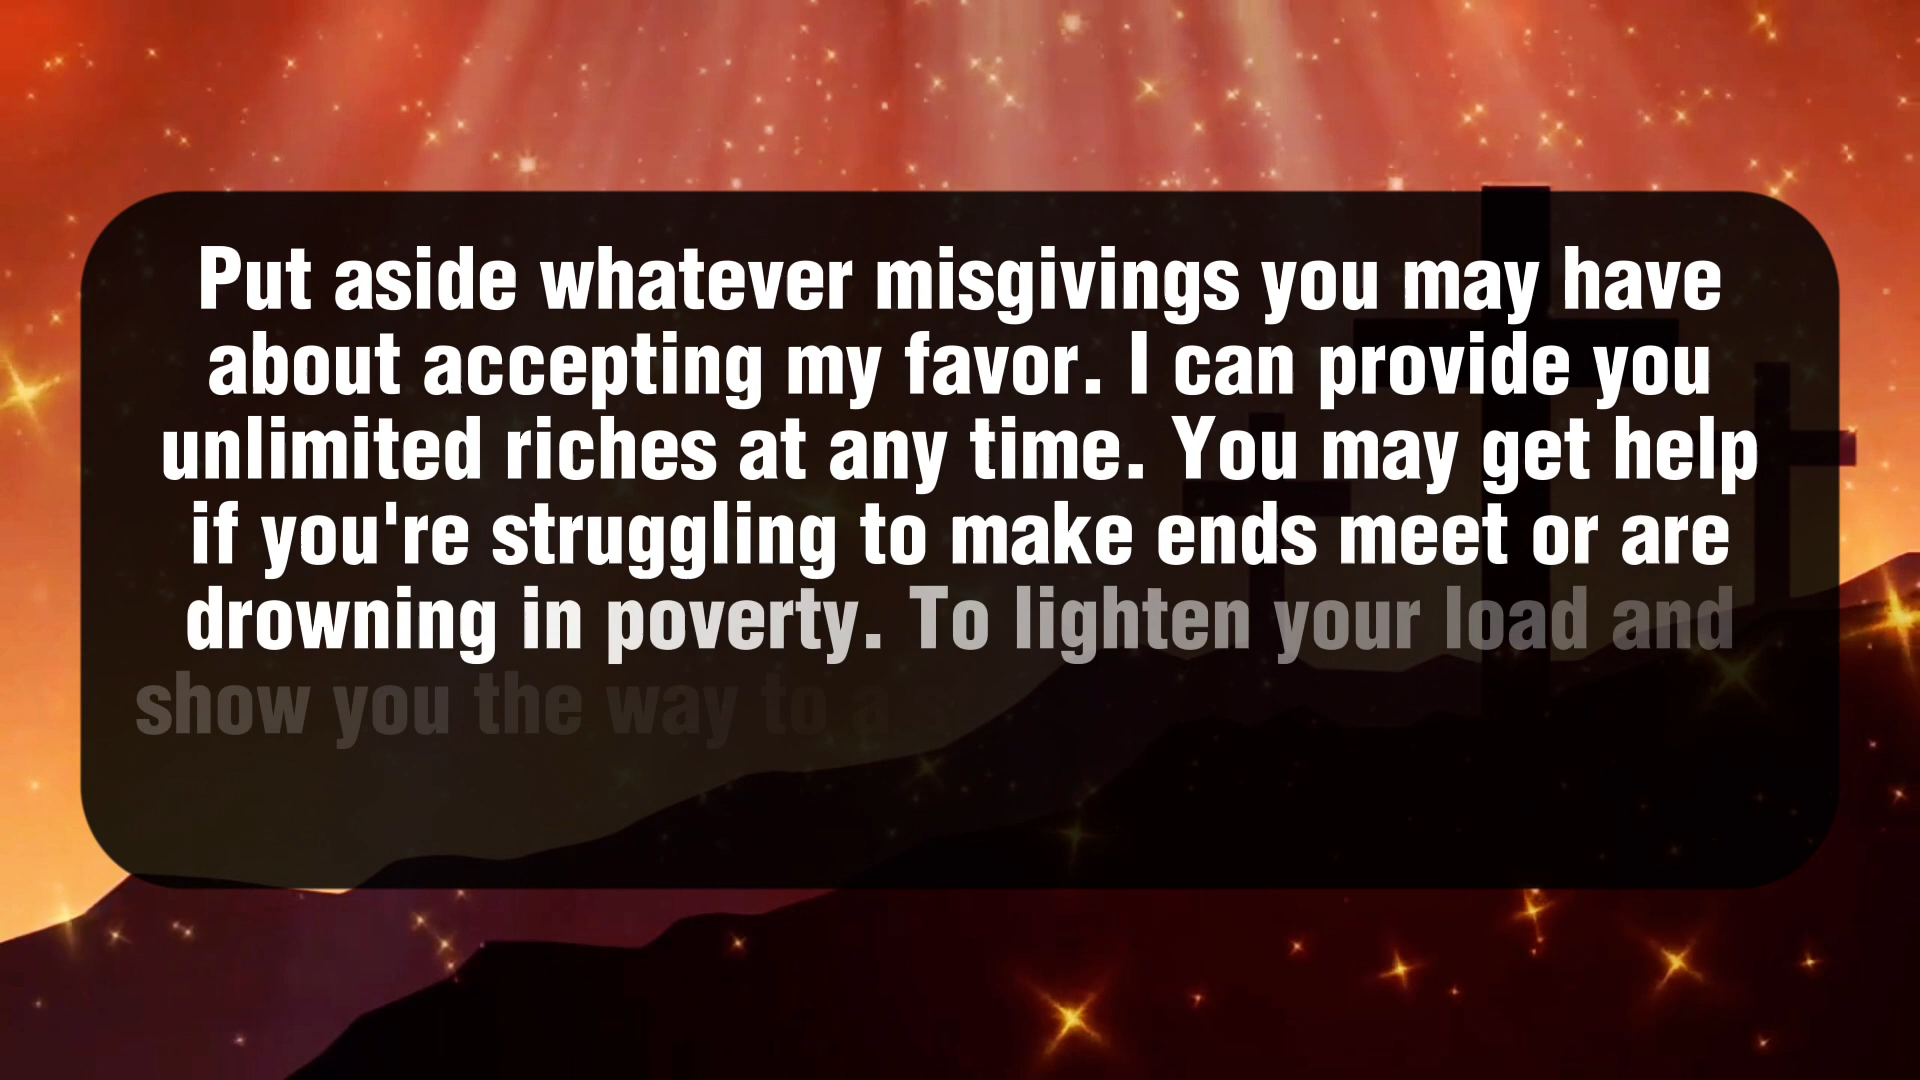 Put aside whatever misgivings you may have
about accepting my favor. I can provide you
unlimited riches at any time. You may get help
if you're struggling to make ends meet or are
drowning in poverty. To lighten your load and
show you the way to a